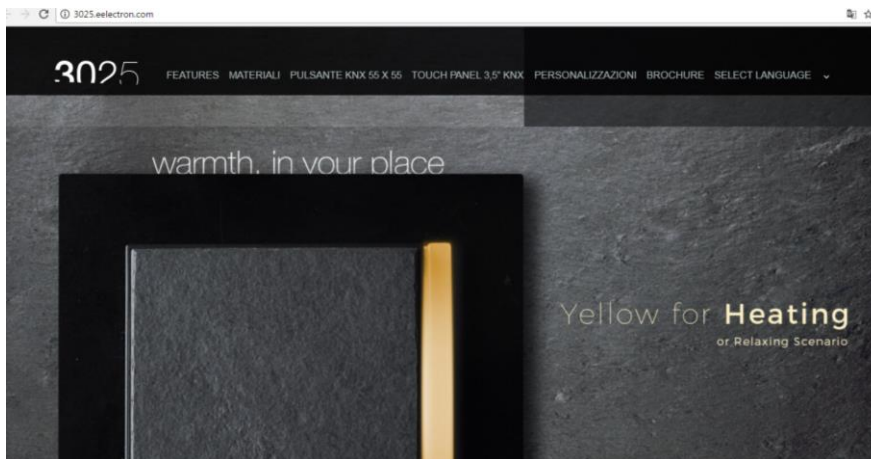 3025.eelectron.com
3025 FEATURES MATERIALI PULSANTE KNX 55 X 55 TOUCH PANEL 3,5" KNX PERSONALIZZAZIONI BROCHURE SELECT LANGUAGE
warmth, in your place
Yellow for Heating
or Relaxing Scenario